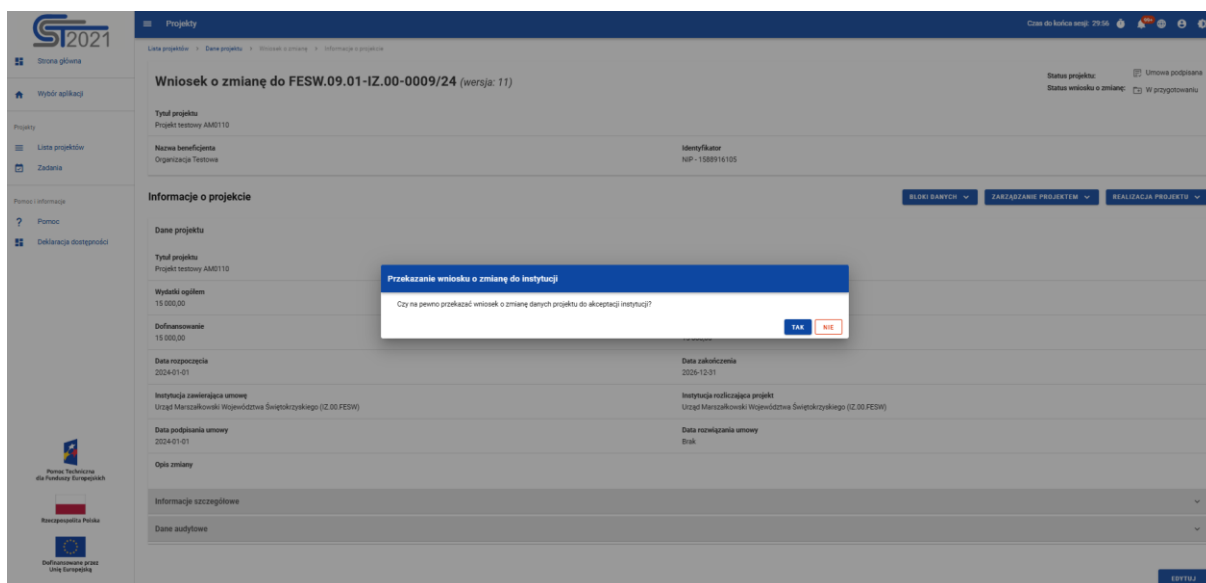 ST2021
Projekty
Czas do końca sesji: 29:56
Strona główna
Wybór aplikacji
Projekty
Lista projektów
Zadania
Pomoc i informacja
Pomoc
Deklaracja dostępności
Lista projektów > Dane projektu > Wniosek o zmianę > Informacje o projekcie
Wniosek o zmianę do FESW.09.01-IZ.00-0009/24 (wersja: 11)
Status projektu: Umowa podpisana
Status wniosku o zmianę: W przygotowaniu
Tytuł projektu
Projekt testowy AM0110
Nazwa beneficjenta Identyfikator
Organizacja Testowa NIP - 1588916105
Informacje o projekcie
BLOKI DANYCH ZARZĄDZANIE PROJEKTEM REALIZACJA PROJEKTU
Dane projektu
Tytuł projektu
Projekt testowy AM0110
Przekazanie wniosku o zmianę do instytucji
Czy na pewno przekazać wniosek o zmianę danych projektu do akceptacji instytucji?
TAK NIE
Wydatki ogółem
15 000,00
Dofinansowanie
15 000,00
Data rozpoczęcia Data zakończenia
2024-01-01 2026-12-31
Instytucja zawierająca umowę Instytucja rozliczająca projekt
Urząd Marszałkowski Województwa Świętokrzyskiego (IZ.00.FESW) Urząd Marszałkowski Województwa Świętokrzyskiego (IZ.00.FESW)
Data podpisania umowy Data rozwiązania umowy
2024-01-01 Brak
Opis zmiany
Informacje szczegółowe
Dane audytowe
EDYTUJ
Pomoc Techniczna
dla Funduszy Europejskich
Rzeczpospolita Polska
Dofinansowane przez
Unię Europejską